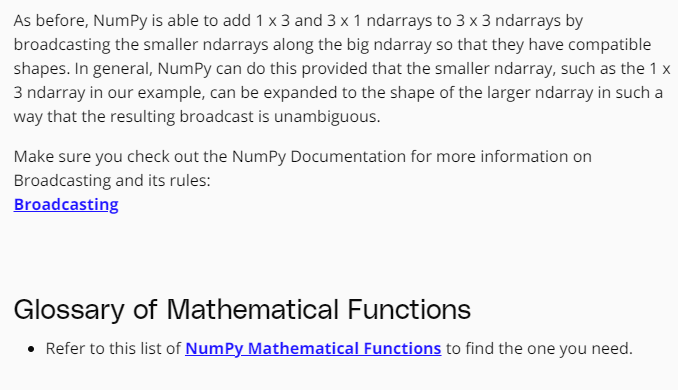 As before, NumPy is able to add 1 x 3 and 3 x 1 ndarrays to 3 x 3 ndarrays by
broadcasting the smaller ndarrays along the big ndarray so that they have compatible
shapes. In general, NumPy can do this provided that the smaller ndarray, such as the 1 x
3 ndarray in our example, can be expanded to the shape of the larger ndarray in such a
way that the resulting broadcast is unambiguous.
Make sure you check out the NumPy Documentation for more information on
Broadcasting and its rules:
Broadcasting
Glossary of Mathematical Functions
• Refer to this list of NumPy Mathematical Functions to find the one you need.